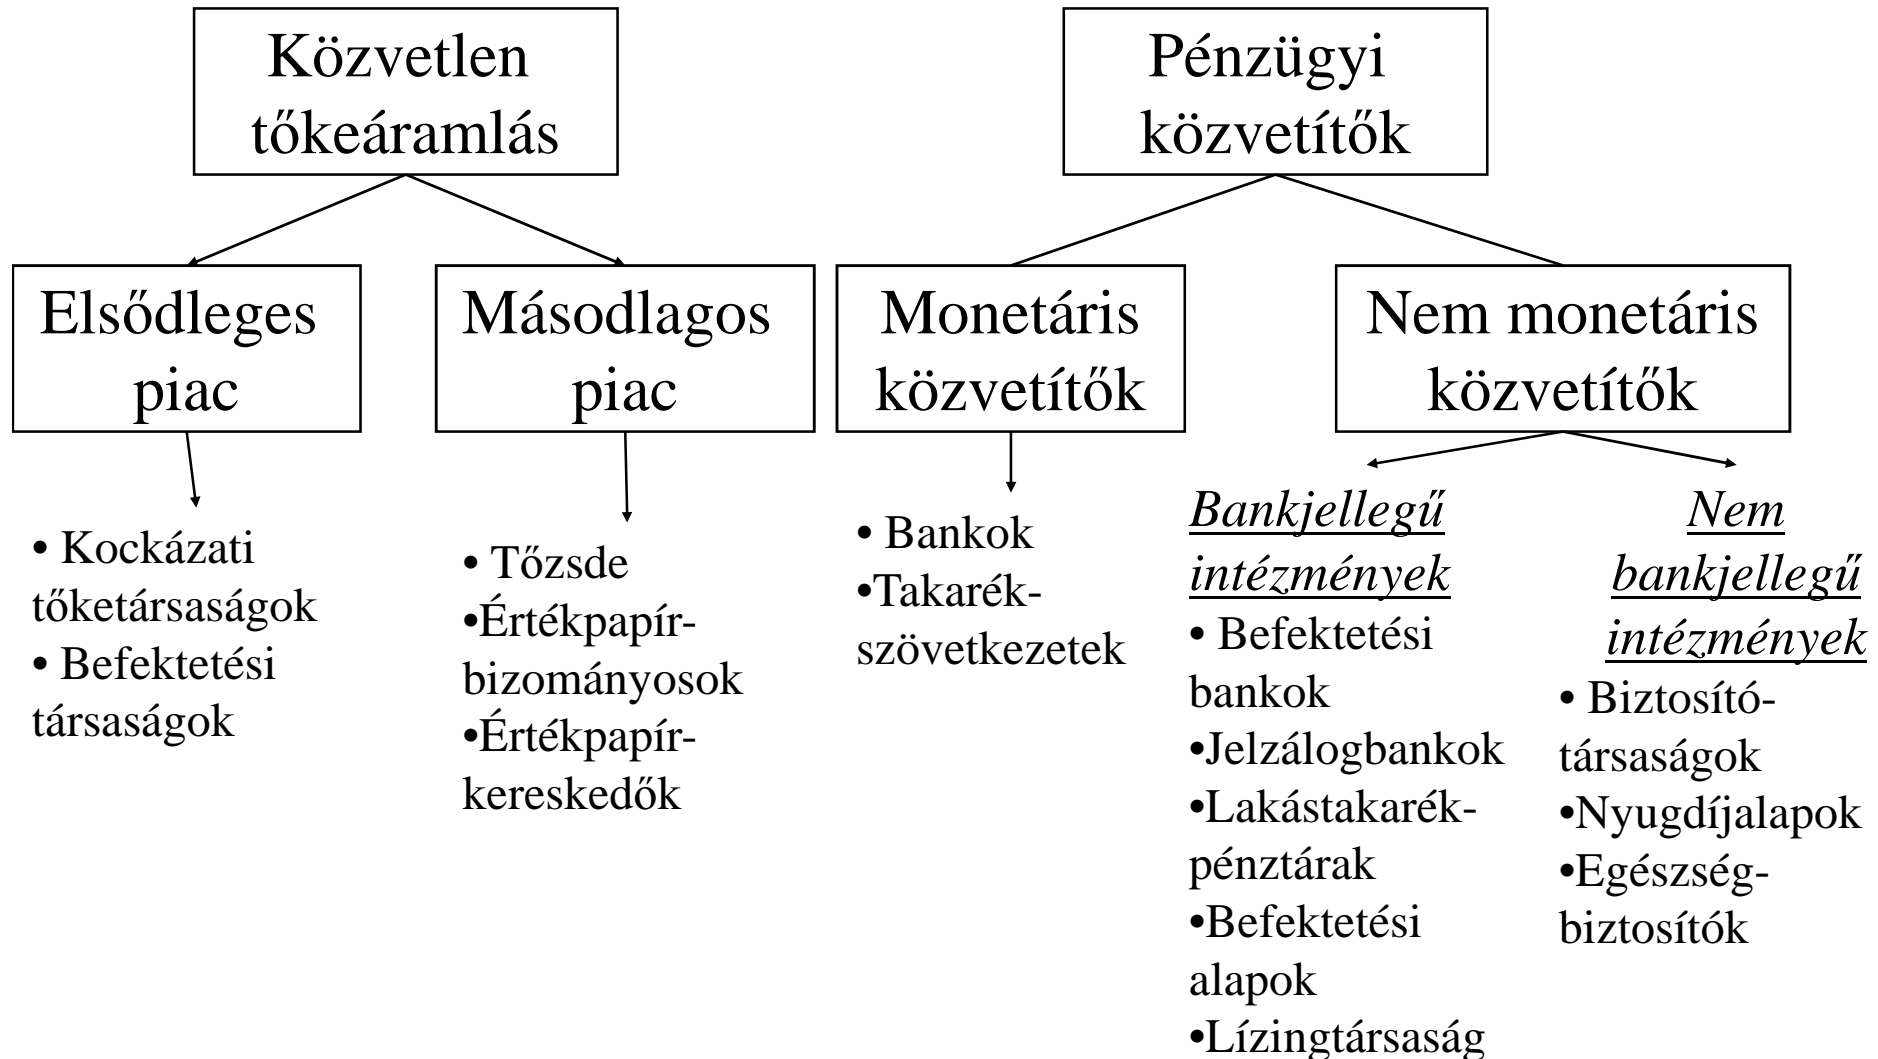 Közvetlen
tőkeáramlás
Pénzügyi
közvetítők
Elsődleges
piac
Másodlagos
piac
Monetáris
közvetítők
Nem monetáris
közvetítők
• Kockázati
tőketársaságok
• Befektetési
társaságok
• Tőzsde
•Értékpapír-
bizományosok
•Értékpapír-
kereskedők
• Bankok
•Takarék-
szövetkezetek
Bankjellegű
intézmények
• Befektetési
bankok
•Jelzálogbankok
•Lakástakarék-
pénztárak
•Befektetési
alapok
•Lízingtársaság
Nem
bankjellegű
intézmények
• Biztosító-
társaságok
•Nyugdíjalapok
•Egészség-
biztosítók